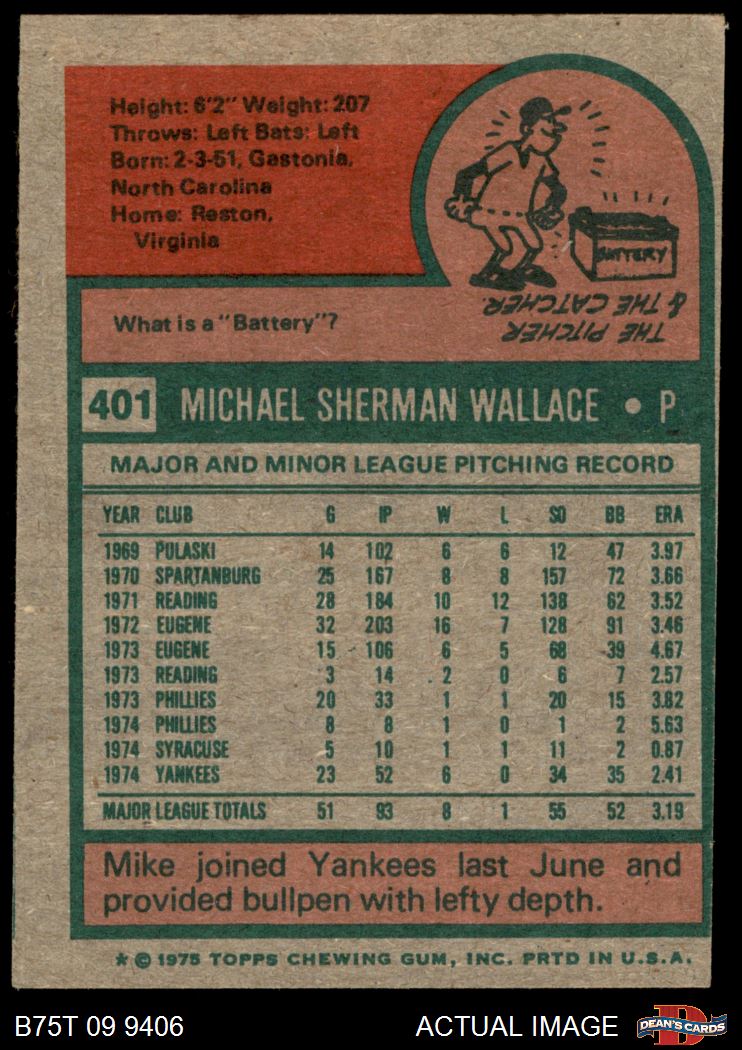 Height: 6'2" Weight: 207
Throws: Left Bats: Left
Born: 2-3-51, Gastonia,
North Carolina
Home: Reston,
Virginia
BATTERY
THE PITCHER
& THE CATCHER.
What is a "Battery"?
401 MICHAEL SHERMAN WALLACE • P
MAJOR AND MINOR LEAGUE PITCHING RECORD
YEAR CLUB G IP W L SO BB ERA
1969 PULASKI 14 102 6 6 12 47 3.97
1970 SPARTANBURG 25 167 8 8 157 72 3.66
1971 READING 28 184 10 12 138 62 3.52
1972 EUGENE 32 203 16 7 128 91 3.46
1973 EUGENE 15 106 6 5 68 39 4.67
1973 READING 3 14 2 0 6 7 2.57
1973 PHILLIES 20 33 1 1 20 15 3.82
1974 PHILLIES 8 8 1 0 1 2 5.63
1974 SYRACUSE 5 10 1 1 11 2 0.87
1974 YANKEES 23 52 6 0 34 35 2.41
MAJOR LEAGUE TOTALS 51 93 8 1 55 52 3.19
Mike joined Yankees last June and
provided bullpen with lefty depth.
* © 1975 TOPPS CHEWING GUM, INC. PRTD IN U.S.A.
B75T 09 9406 ACTUAL IMAGE DEAN'S CARDS